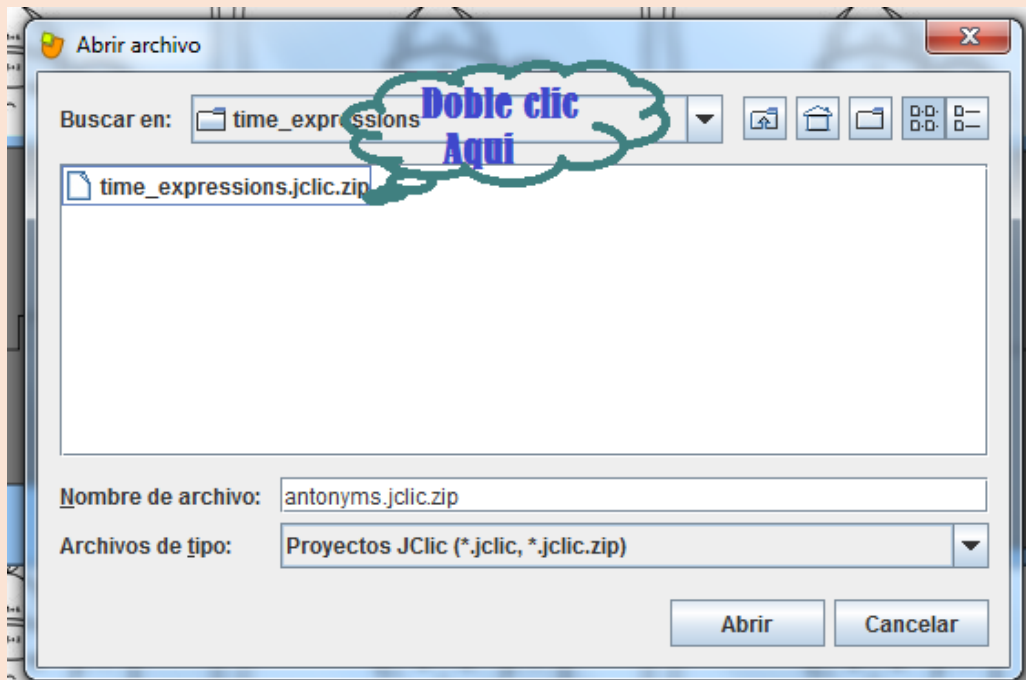 Abrir archivo
Buscar en: time_expressions
Doble clic
Aqui
time_expressions.jclic.zip
Nombre de archivo: antonyms.jclic.zip
Archivos de tipo: Proyectos JClic (*.jclic, *.jclic.zip)
Abrir Cancelar